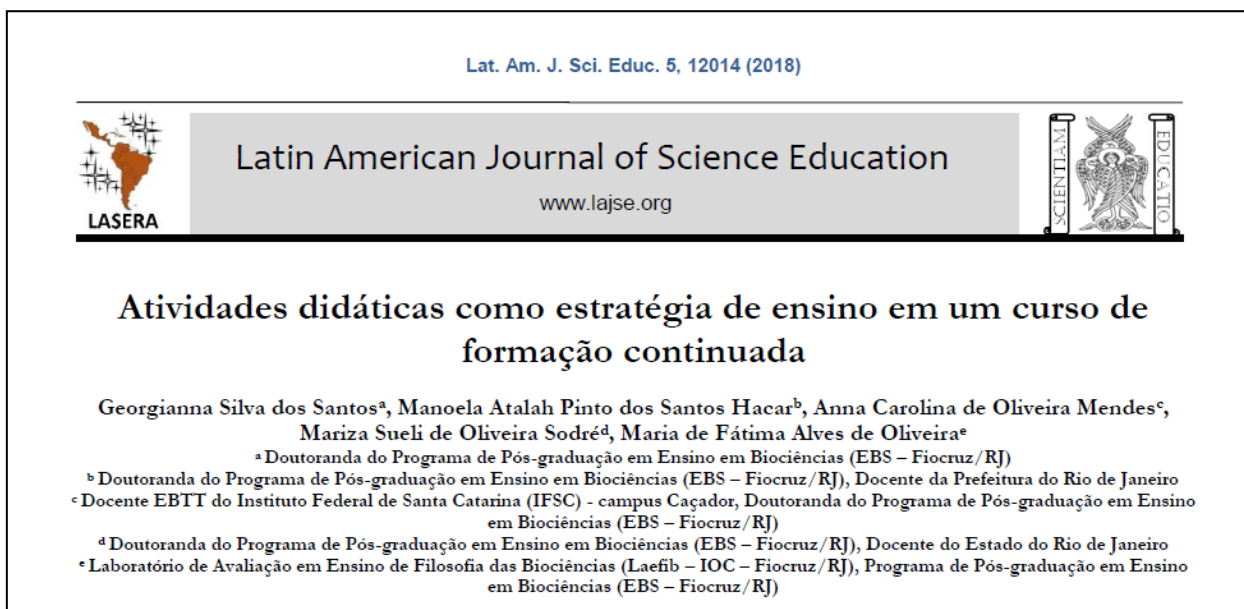 Lat. Am. J. Sci. Educ. 5, 12014 (2018)
LASERA
Latin American Journal of Science Education
www.lajse.org
SCIENTIAM
EDUCATIO
Atividades didáticas como estratégia de ensino em um curso de
formação continuada
Georgianna Silva dos Santosᵃ, Manoela Atalah Pinto dos Santos Hacarᵇ, Anna Carolina de Oliveira Mendesᶜ,
Mariza Sueli de Oliveira Sodréᵈ, Maria de Fátima Alves de Oliveiraᵉ
ᵃ Doutoranda do Programa de Pós-graduação em Ensino em Biociências (EBS – Fiocruz/RJ)
ᵇ Doutoranda do Programa de Pós-graduação em Ensino em Biociências (EBS – Fiocruz/RJ), Docente da Prefeitura do Rio de Janeiro
ᶜ Docente EBTT do Instituto Federal de Santa Catarina (IFSC) - campus Caçador, Doutoranda do Programa de Pós-graduação em Ensino
em Biociências (EBS – Fiocruz/RJ)
ᵈ Doutoranda do Programa de Pós-graduação em Ensino em Biociências (EBS – Fiocruz/RJ), Docente do Estado do Rio de Janeiro
ᵉ Laboratório de Avaliação em Ensino de Filosofia das Biociências (Laefib – IOC – Fiocruz/RJ), Programa de Pós-graduação em Ensino
em Biociências (EBS – Fiocruz/RJ)